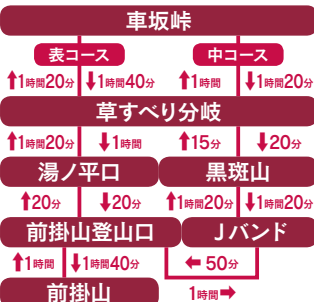 車坂峠
表コース 中コース
↑1時間20分 ↓1時間40分 ↑1時間 ↓1時間20分
草すべり分岐
↑1時間20分 ↓1時間 ↑15分 ↓20分
湯ノ平口 黒斑山
↑20分 ↓20分 ↑1時間20分 ↓1時間20分
前掛山登山口 Jバンド
↑1時間 ↓1時間40分 ←50分
前掛山 1時間→